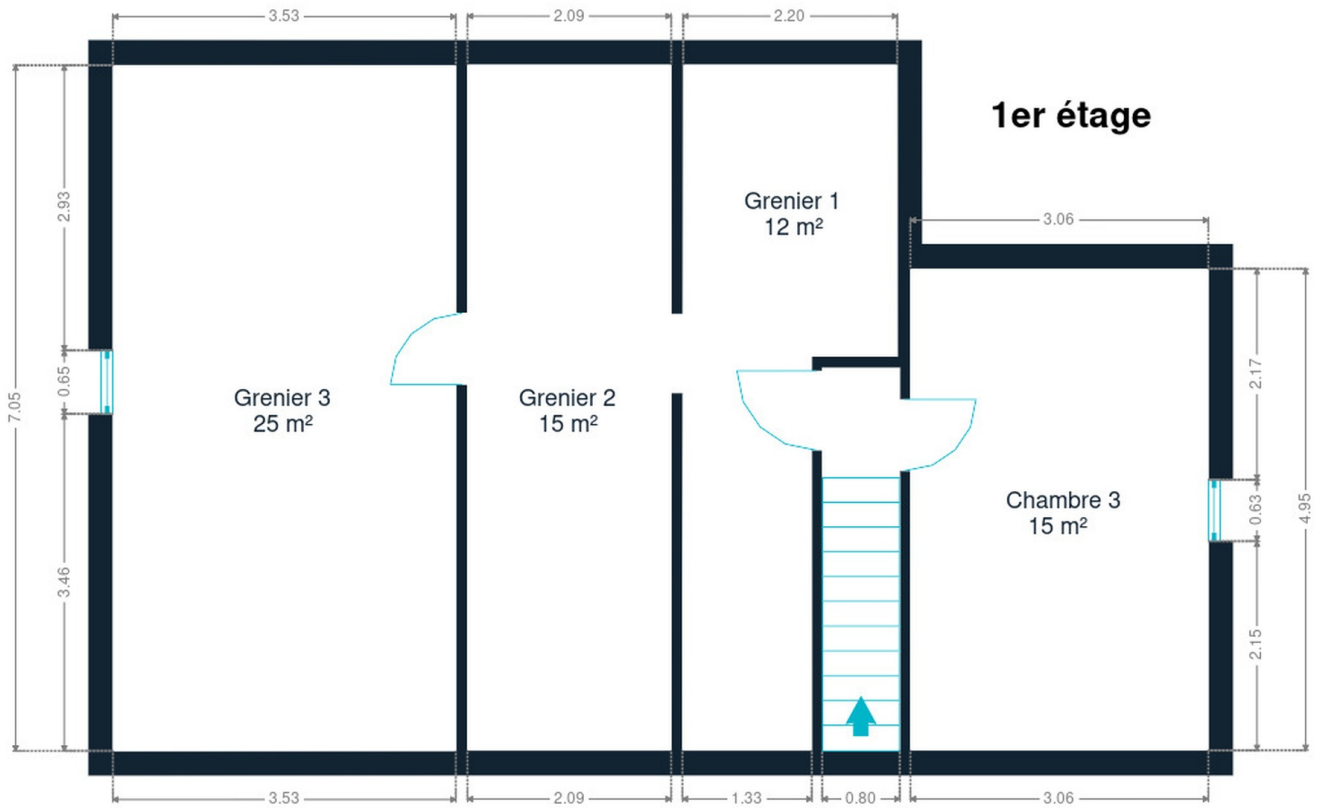 3.53
2.09
2.20
1er étage
2.93
Grenier 1
12 m²
3.06
0.65
2.17
7.05
Grenier 3
25 m²
Grenier 2
15 m²
Chambre 3
15 m²
0.63
4.95
3.46
2.15
3.53
2.09
1.33
0.80
3.06